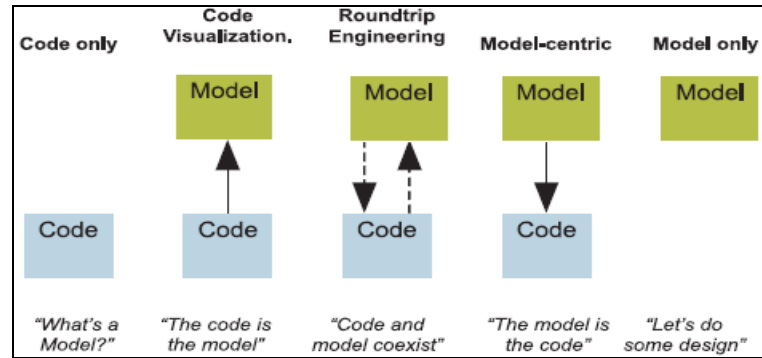 Code only
Code
Visualization.
Roundtrip
Engineering
Model-centric
Model only
Model
Model
Model
Model
Code
Code
Code
Code
“What’s a
Model?”
“The code is
the model”
“Code and
model coexist”
“The model is
the code”
“Let’s do
some design”